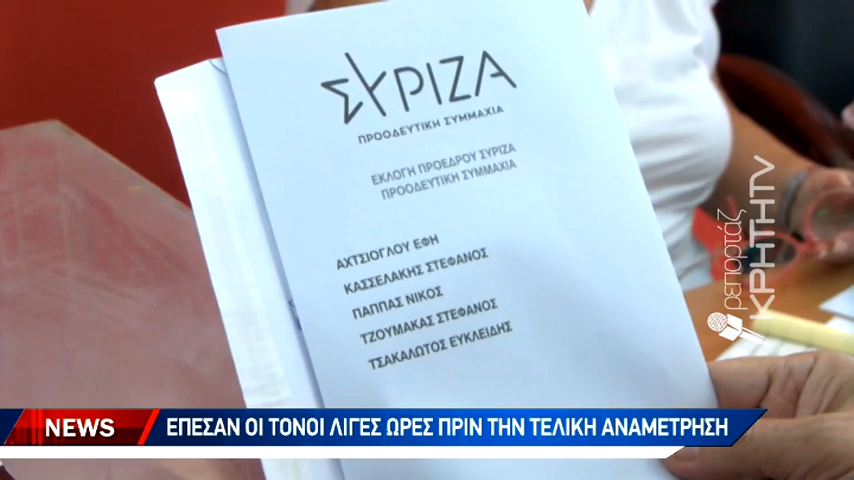 ΣΥΡΙΖΑ
ΠΡΟΟΔΕΥΤΙΚΗ ΣΥΜΜΑΧΙΑ
ΕΚΛΟΓΗ ΠΡΟΕΔΡΟΥ ΣΥΡΙΖΑ
ΠΡΟΟΔΕΥΤΙΚΗ ΣΥΜΜΑΧΙΑ
ΑΧΤΣΙΟΓΛΟΥ ΕΦΗ
ΚΑΣΣΕΛΑΚΗΣ ΣΤΕΦΑΝΟΣ
ΠΑΠΠΑΣ ΝΙΚΟΣ
ΤΖΟΥΜΑΚΑΣ ΣΤΕΦΑΝΟΣ
ΤΣΑΚΑΛΩΤΟΣ ΕΥΚΛΕΙΔΗΣ
ρεπορτάζ
ΚΡΗΤΗTV
NEWS
ΕΠΕΣΑΝ ΟΙ ΤΟΝΟΙ ΛΙΓΕΣ ΩΡΕΣ ΠΡΙΝ ΤΗΝ ΤΕΛΙΚΗ ΑΝΑΜΕΤΡΗΣΗ